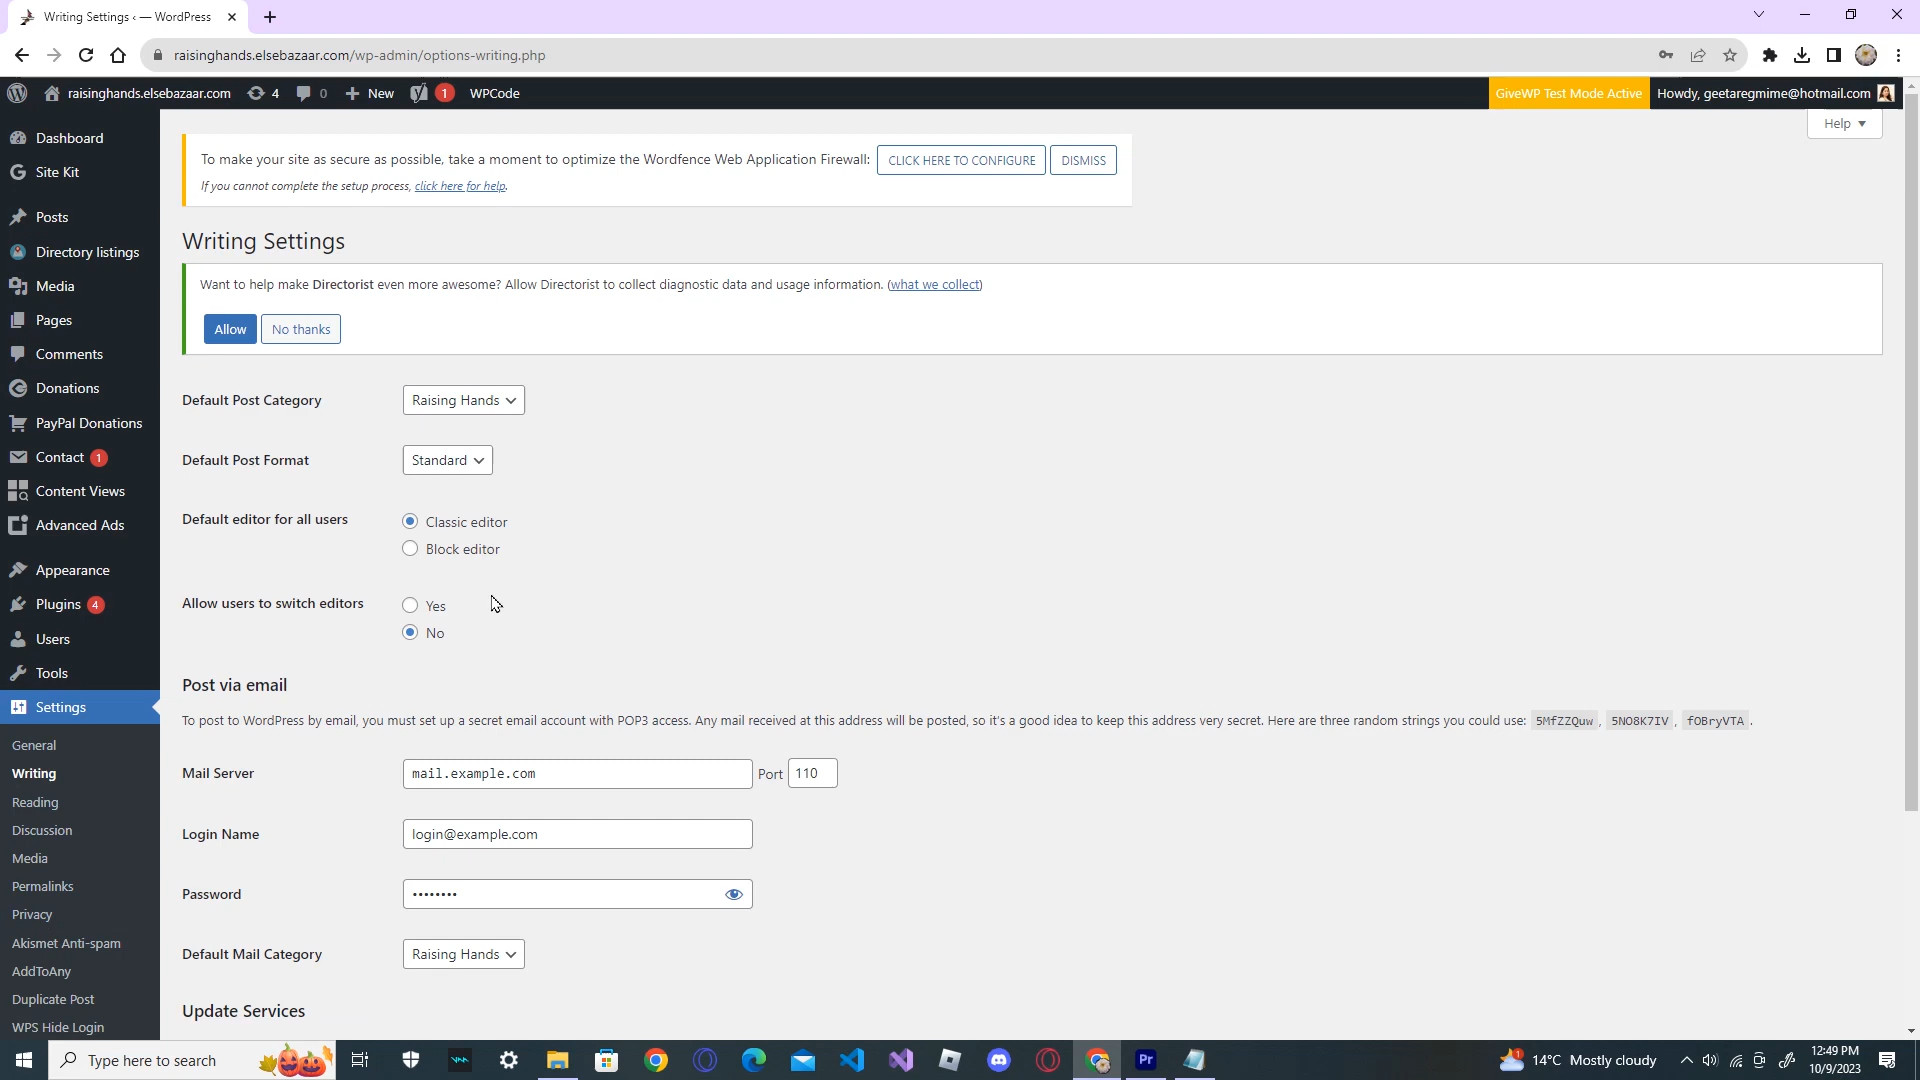 Writing Settings ‹ — WordPress
raisinghands.elsebazaar.com/wp-admin/options-writing.php
raisinghands.elsebazaar.com 4 0 New 1 WPCode GiveWP Test Mode Active Howdy, geetaregmime@hotmail.com
Help
Dashboard
Site Kit
Posts
Directory listings
Media
Pages
Comments
Donations
PayPal Donations
Contact 1
Content Views
Advanced Ads
Appearance
Plugins 4
Users
Tools
Settings
General
Writing
Reading
Discussion
Media
Permalinks
Privacy
Akismet Anti-spam
AddToAny
Duplicate Post
WPS Hide Login
To make your site as secure as possible, take a moment to optimize the Wordfence Web Application Firewall: CLICK HERE TO CONFIGURE DISMISS
If you cannot complete the setup process, click here for help.
Writing Settings
Want to help make Directorist even more awesome? Allow Directorist to collect diagnostic data and usage information. (what we collect)
Allow No thanks
Default Post Category Raising Hands
Default Post Format Standard
Default editor for all users Classic editor
Block editor
Allow users to switch editors Yes
No
Post via email
To post to WordPress by email, you must set up a secret email account with POP3 access. Any mail received at this address will be posted, so it's a good idea to keep this address very secret. Here are three random strings you could use: 5MfZZQuw , 5NO8K7IV , fOBryVTA .
Mail Server mail.example.com Port 110
Login Name login@example.com
Password ••••••••
Default Mail Category Raising Hands
Update Services
Type here to search
Pr
1
14°C Mostly cloudy
12:49 PM
10/9/2023